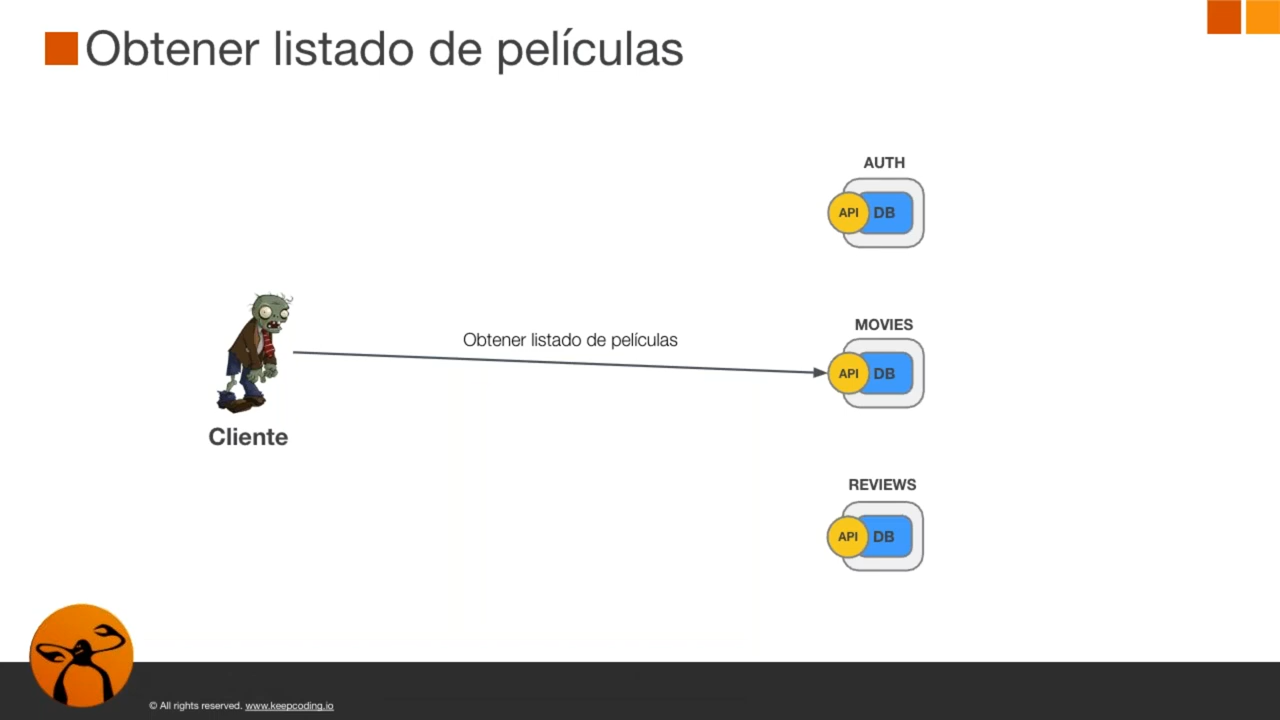 Obtener listado de películas
AUTH
API DB
Obtener listado de películas
MOVIES
API DB
Cliente
REVIEWS
API DB
© All rights reserved. www.keepcoding.io